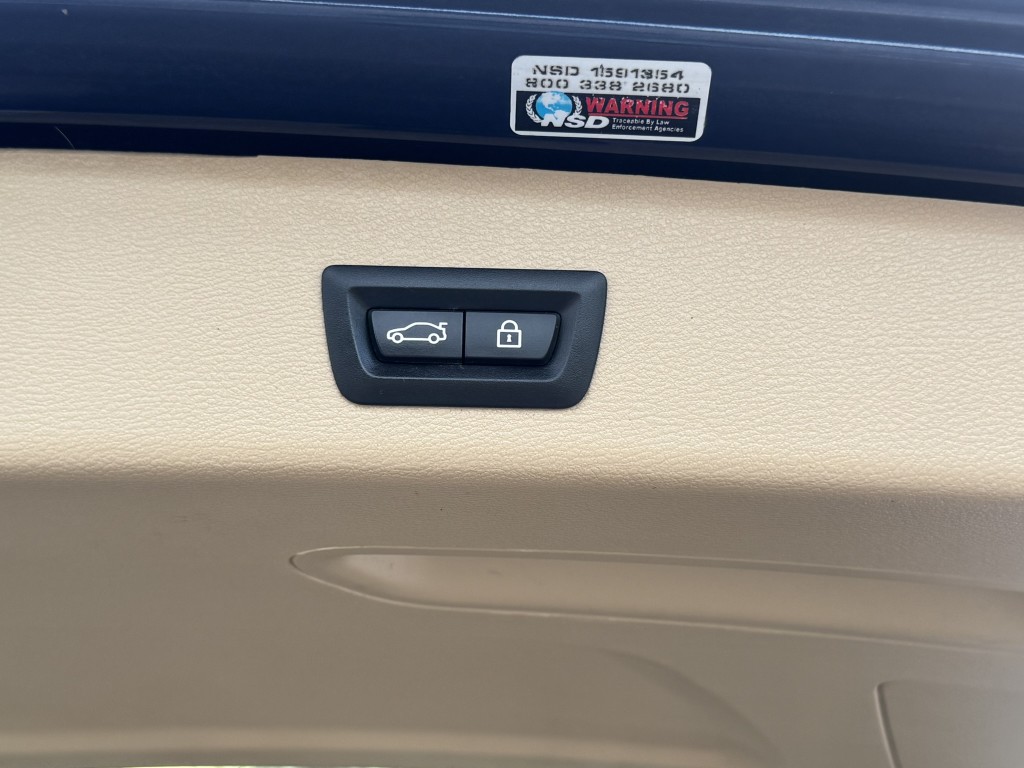 NSD 1591354
800 338 2680
WARNING
NSD Traceable By Law
Enforcement Agencies